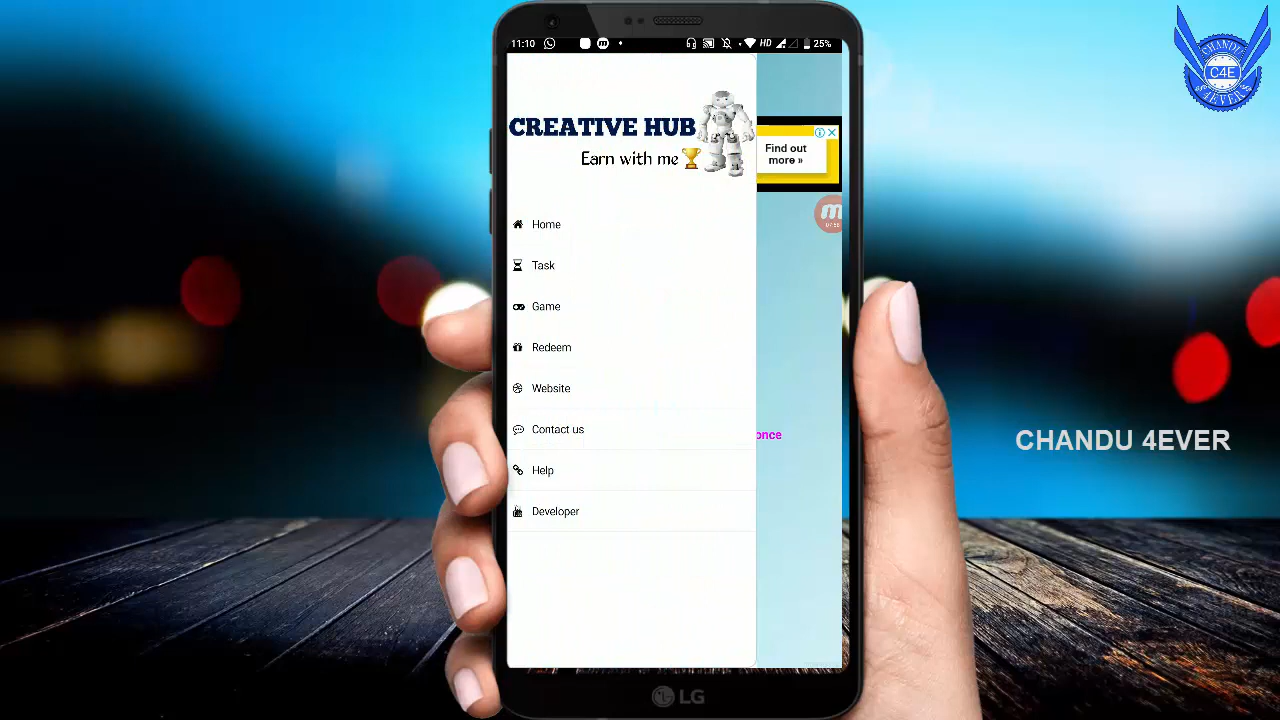 11:10
HD
25%
CREATIVE HUB
Earn with me
Home
Task
Game
Redeem
Website
Contact us
Help
Developer
Find out
more »
once
LG
CHANDU
C4E
CHANDU 4EVER